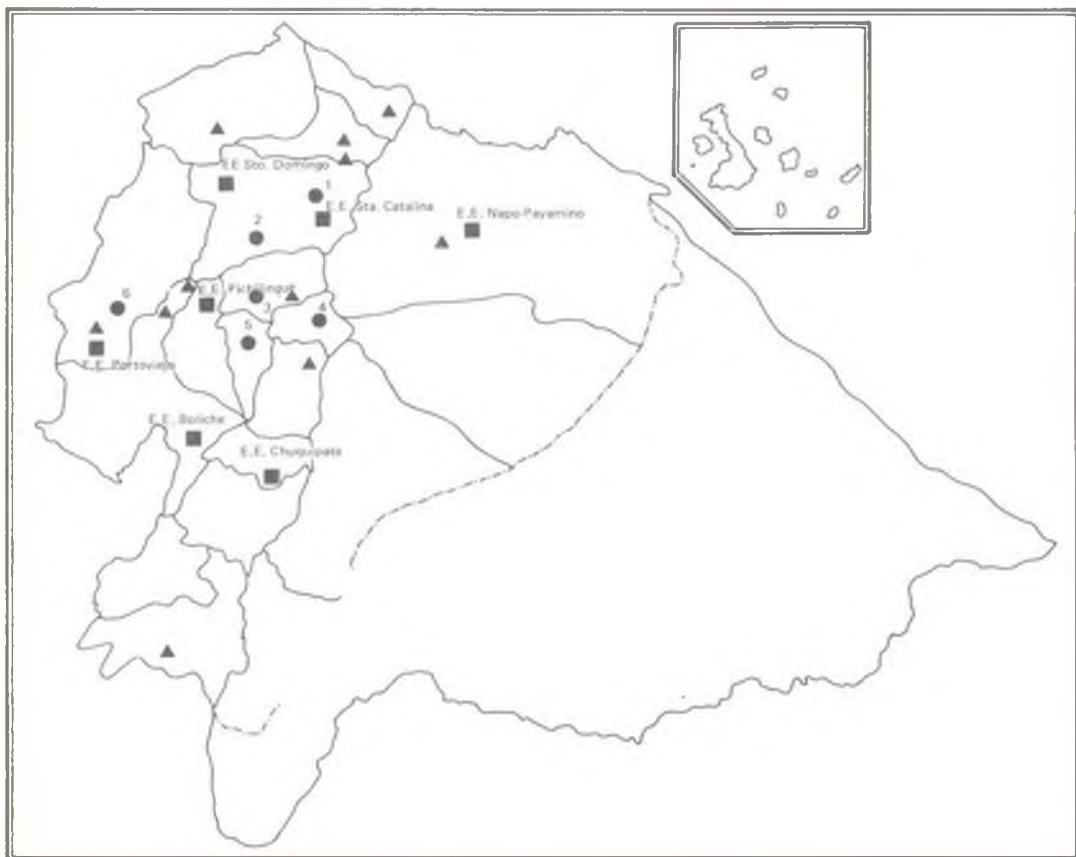 E.E Sto. Domingo
1
E.E. Sta. Catalina
2
E.E. Napo-Payamino
E.E. Pichilingue
6
3
4
5
E.E. Portoviejo
E.E. Boliche
E.E. Chuquipata